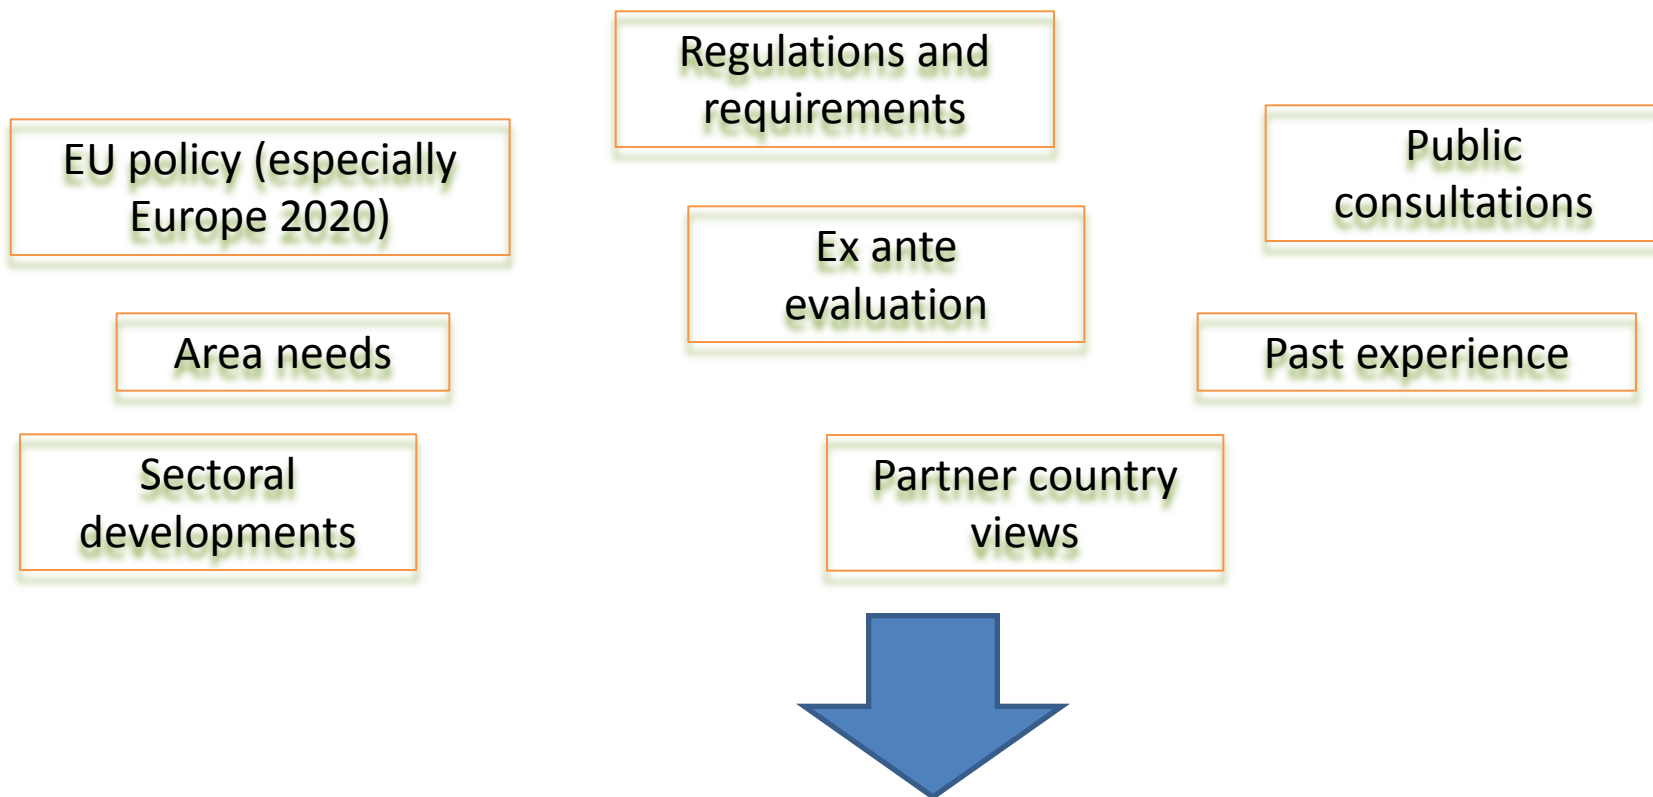 Regulations and
requirements
EU policy (especially
Europe 2020)
Public
consultations
Ex ante
evaluation
Area needs
Past experience
Sectoral
developments
Partner country
views